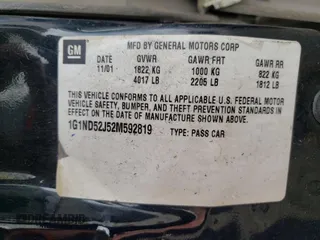 GM
MFD BY GENERAL MOTORS CORP
DATE GVWR GAWR FRT GAWR RR
11/01 1822 KG 1000 KG 822 KG
4017 LB 2205 LB 1812 LB
THIS VEHICLE CONFORMS TO ALL APPLICABLE U.S. FEDERAL MOTOR
VEHICLE SAFETY, BUMPER, AND THEFT PREVENTION STANDARDS
IN EFFECT ON THE DATE OF MANUFACTURE SHOWN ABOVE.
1G1ND52J52M592819 TYPE: PASS CAR